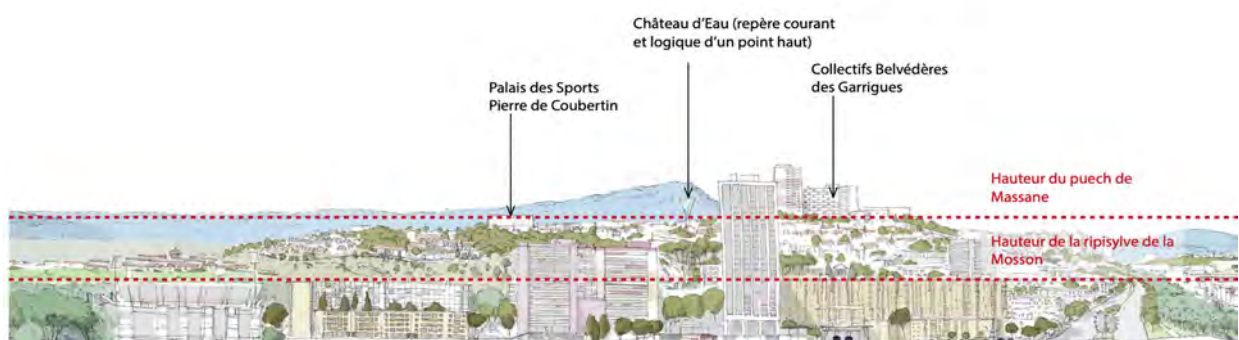 Château d'Eau (repère courant
et logique d'un point haut)
Collectifs Belvédères
des Garrigues
Palais des Sports
Pierre de Coubertin
Hauteur du puech de
Massane
Hauteur de la ripisylve de la
Mosson